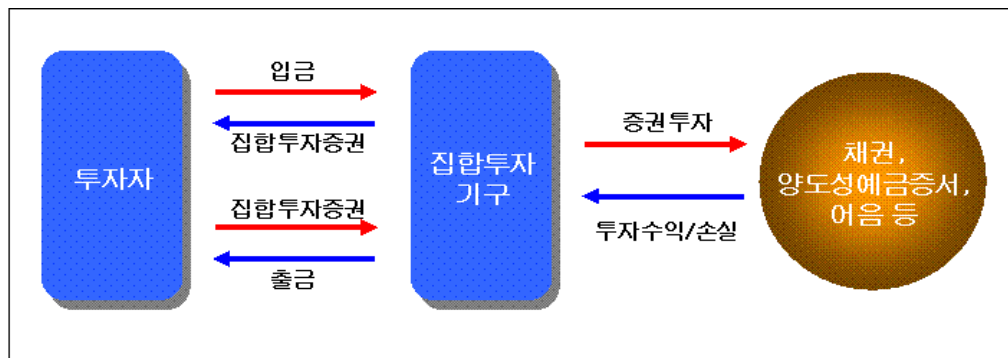 투자자
입금
집합투자증권
집합투자증권
출금
집합투자
기구
증권투자
투자수익/손실
채권,
양도성예금증서,
어음 등